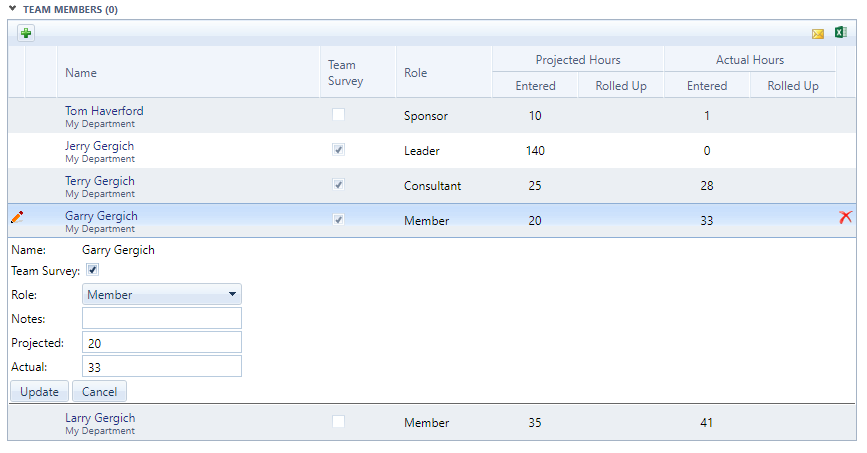 TEAM MEMBERS (0)
Name
Team
Survey
Role
Projected Hours
Actual Hours
Entered
Rolled Up
Entered
Rolled Up
Tom Haverford
My Department
Sponsor
10
1
Jerry Gergich
My Department
Leader
140
0
Terry Gergich
My Department
Consultant
25
28
Garry Gergich
My Department
Member
20
33
Name: Garry Gergich
Team Survey:
Role: Member
Notes:
Projected: 20
Actual: 33
Update Cancel
Larry Gergich
My Department
Member
35
41